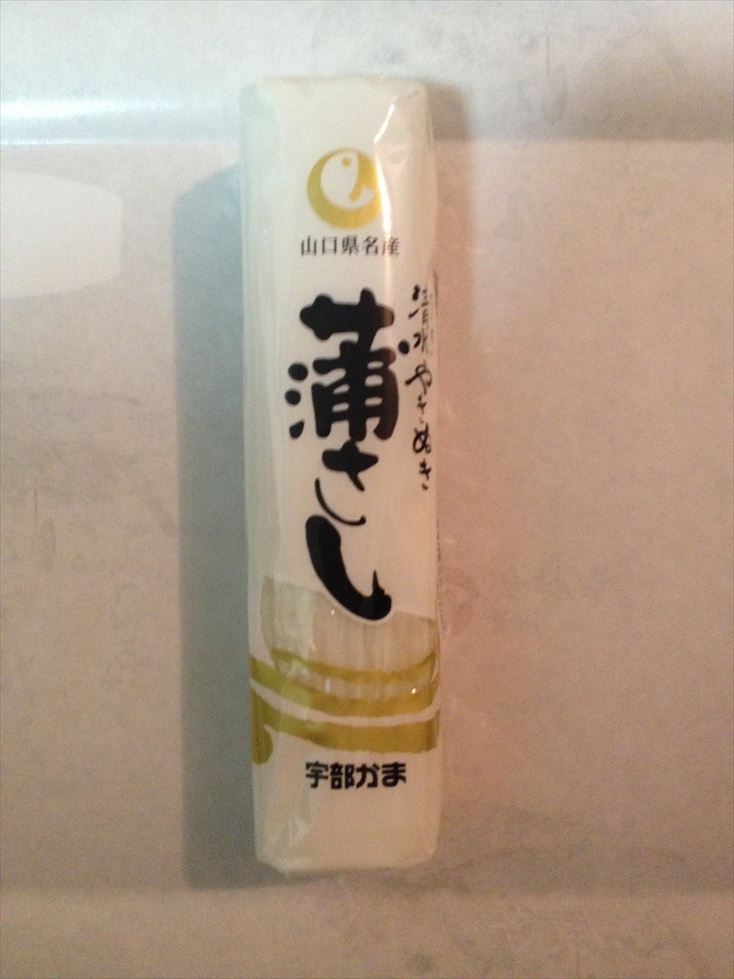 山口県名産
清水やきぬき
蒲さし
宇部かま